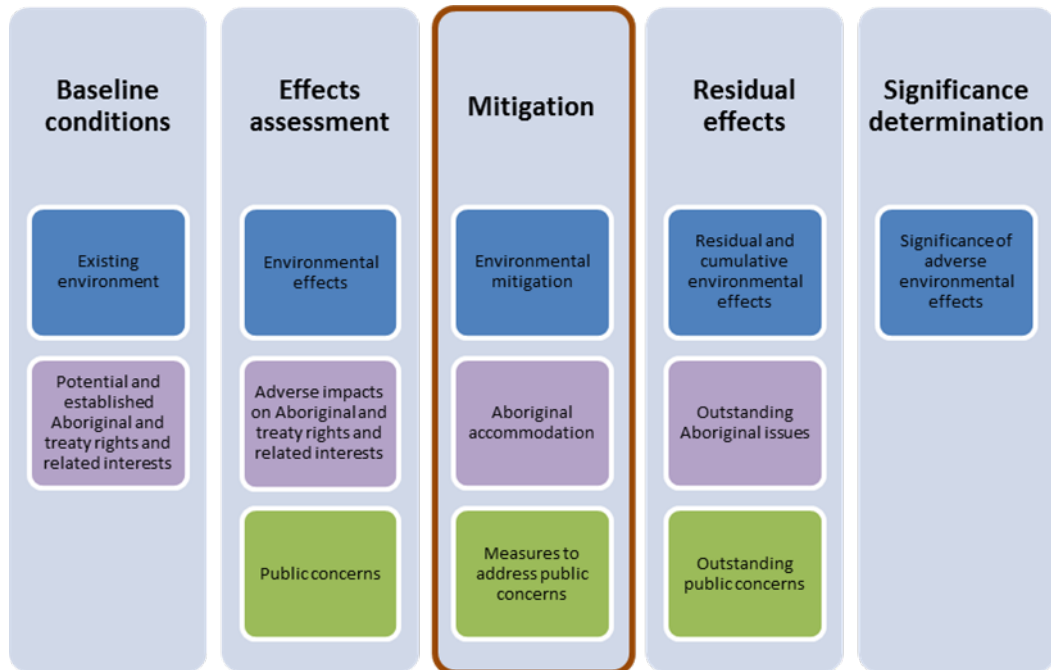 Baseline
conditions
Existing
environment
Potential and
established
Aboriginal and
treaty rights and
related interests
Effects
assessment
Environmental
effects
Adverse impacts
on Aboriginal and
treaty rights and
related interests
Public concerns
Mitigation
Environmental
mitigation
Aboriginal
accommodation
Measures to
address public
concerns
Residual
effects
Residual and
cumulative
environmental
effects
Outstanding
Aboriginal issues
Outstanding
public concerns
Significance
determination
Significance of
adverse
environmental
effects